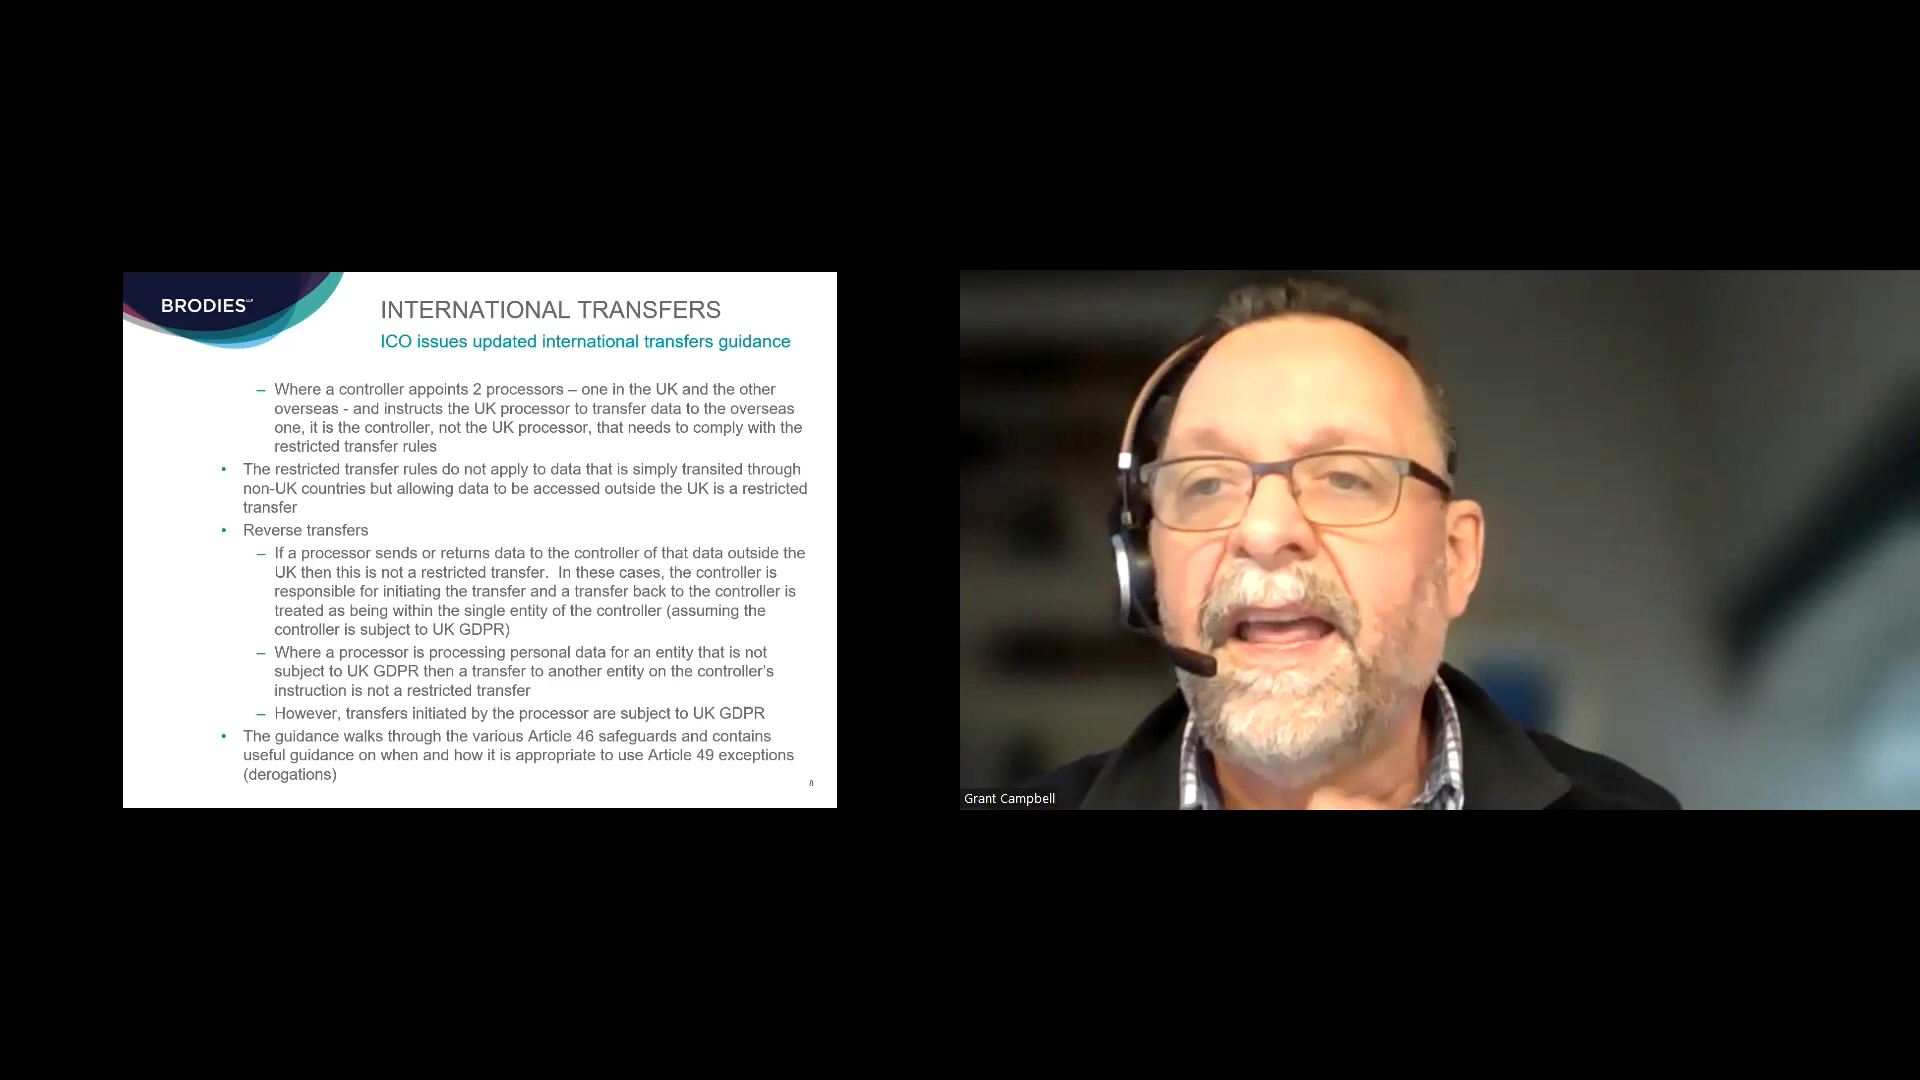 BRODIES LLP
INTERNATIONAL TRANSFERS
ICO issues updated international transfers guidance
– Where a controller appoints 2 processors – one in the UK and the other
overseas - and instructs the UK processor to transfer data to the overseas
one, it is the controller, not the UK processor, that needs to comply with the
restricted transfer rules
• The restricted transfer rules do not apply to data that is simply transited through
non-UK countries but allowing data to be accessed outside the UK is a restricted
transfer
• Reverse transfers
– If a processor sends or returns data to the controller of that data outside the
UK then this is not a restricted transfer.  In these cases, the controller is
responsible for initiating the transfer and a transfer back to the controller is
treated as being within the single entity of the controller (assuming the
controller is subject to UK GDPR)
– Where a processor is processing personal data for an entity that is not
subject to UK GDPR then a transfer to another entity on the controller's
instruction is not a restricted transfer
– However, transfers initiated by the processor are subject to UK GDPR
• The guidance walks through the various Article 46 safeguards and contains
useful guidance on when and how it is appropriate to use Article 49 exceptions
(derogations)
8
Grant Campbell